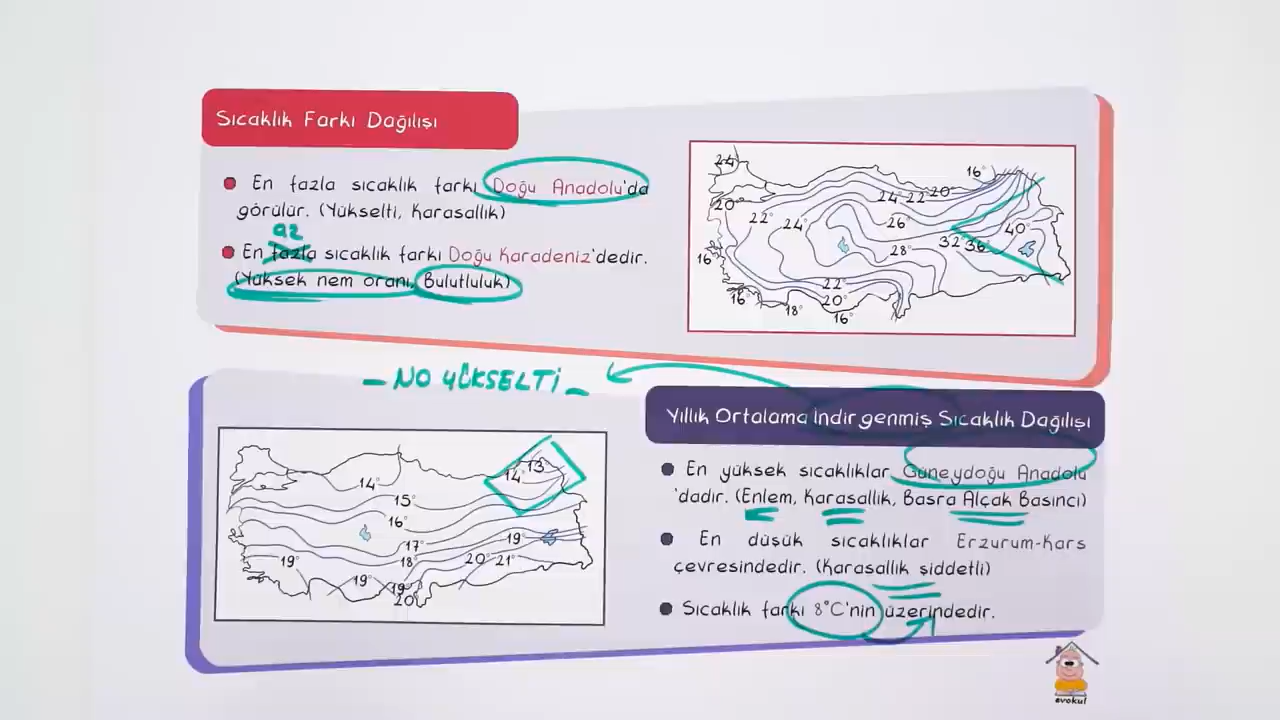 Sıcaklık Farkı Dağılışı
En fazla sıcaklık farkı Doğu Anadolu'da
görülür. (Yükselti, Karasallık)
az
En fazla sıcaklık farkı Doğu Karadeniz'dedir.
(Yüksek nem oranı, Bulutluluk)
24°
16°
20°
24° 22° 20°
22° 24° 26°
40°
28° 32° 36°
16°
22°
16° 20°
18° 16°
- NO YÜKSELTİ -
Yıllık Ortalama İndirgenmiş Sıcaklık Dağılışı
En yüksek sıcaklıklar Güneydoğu Anadolu
'dadır. (Enlem, Karasallık, Basra Alçak Basıncı)
En düşük sıcaklıklar Erzurum-Kars
çevresindedir. (Karasallık şiddetli)
Sıcaklık farkı 8°C'nin üzerindedir.
14° 13°
14°
15°
16°
17° 19°
19° 18° 20° 21°
19° 19°
20°
evokul